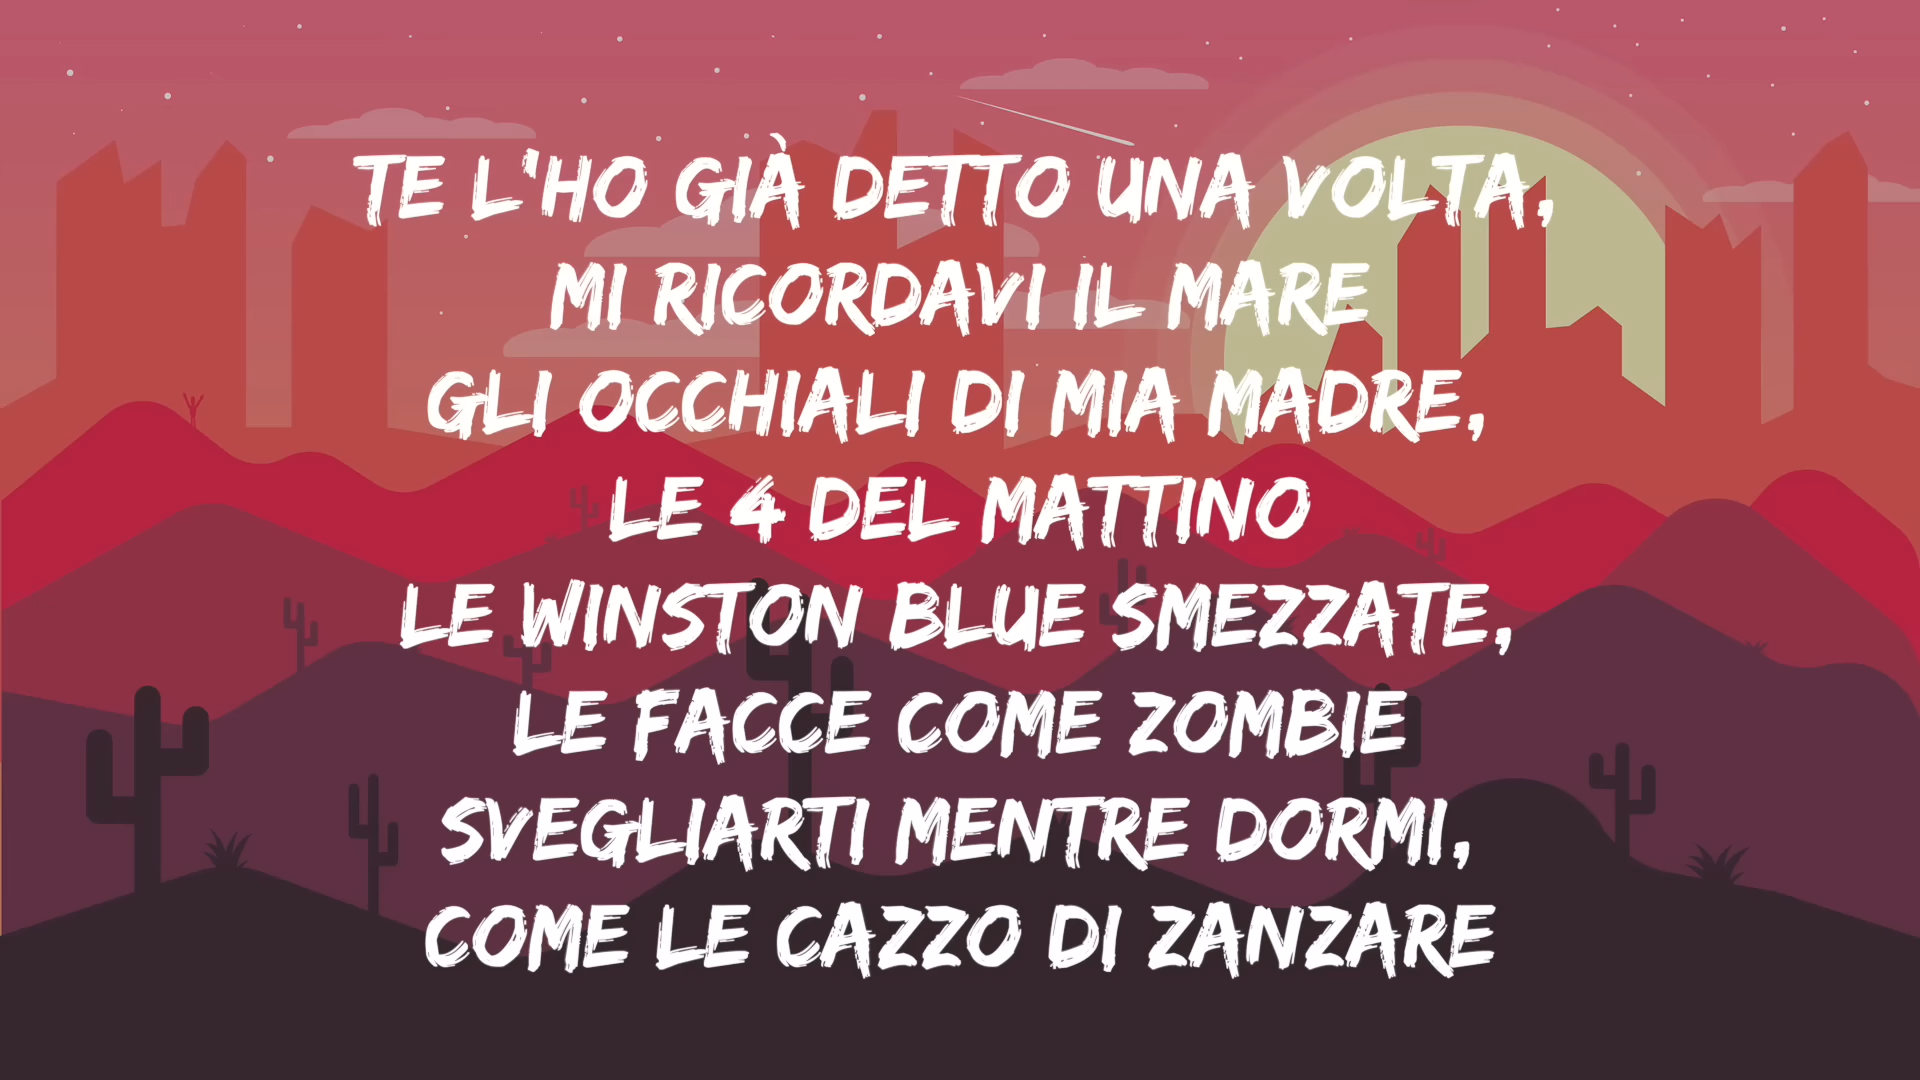 TE L'HO GIÀ DETTO UNA VOLTA,
MI RICORDAVI IL MARE
GLI OCCHIALI DI MIA MADRE,
LE 4 DEL MATTINO
LE WINSTON BLUE SMEZZATE,
LE FACCE COME ZOMBIE
SVEGLIARTI MENTRE DORMI,
COME LE CAZZO DI ZANZARE